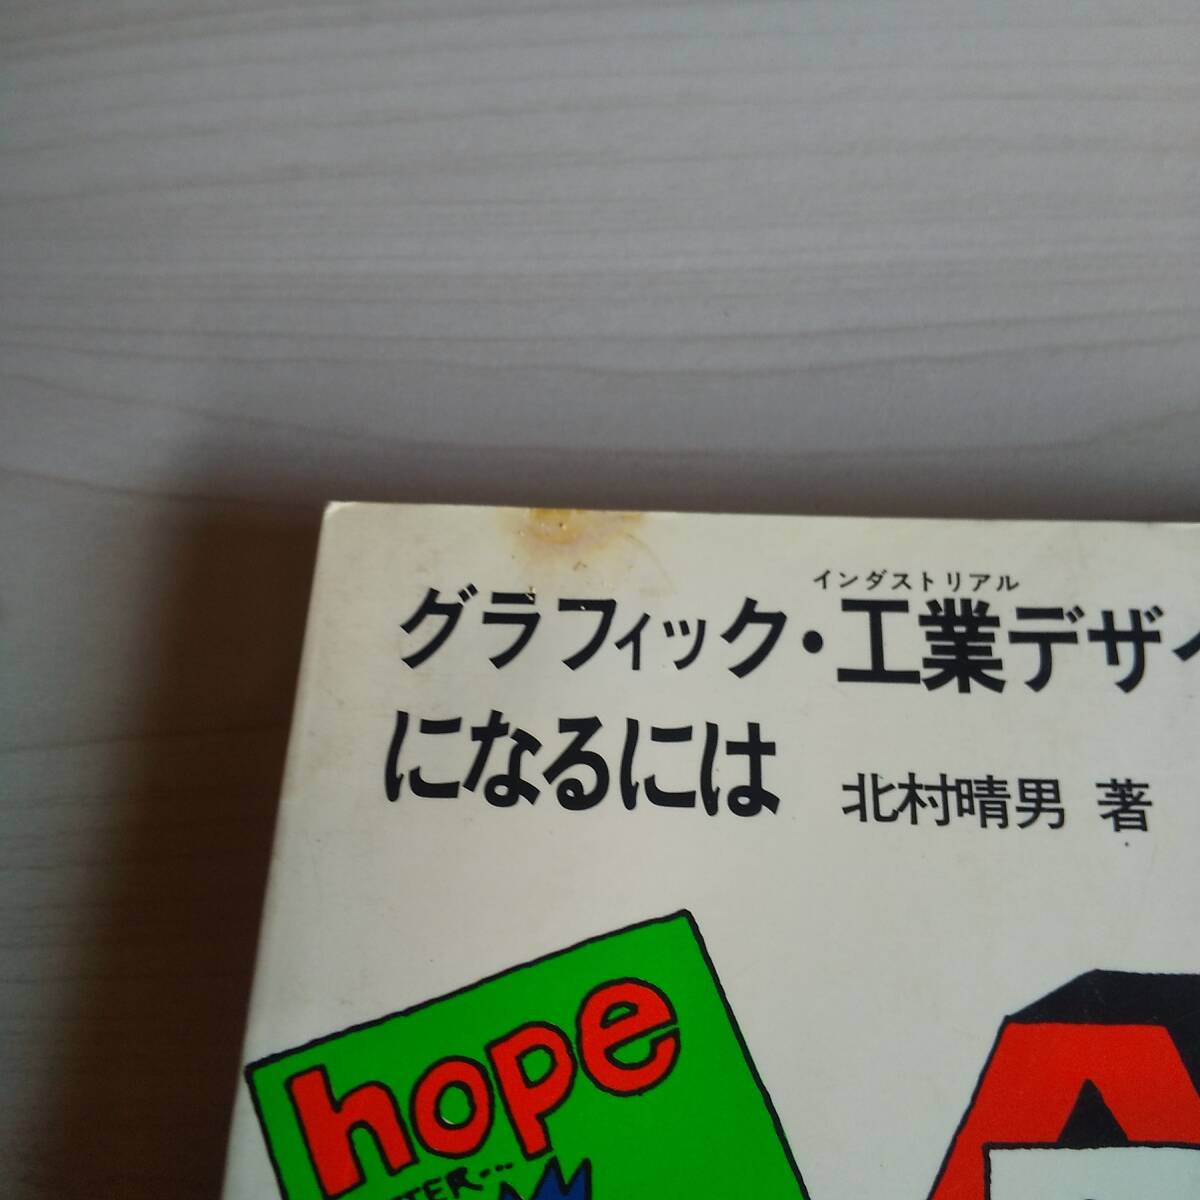 インダストリアル
グラフィック・工業デザイ
になるには
北村晴男 著
hope
TER...